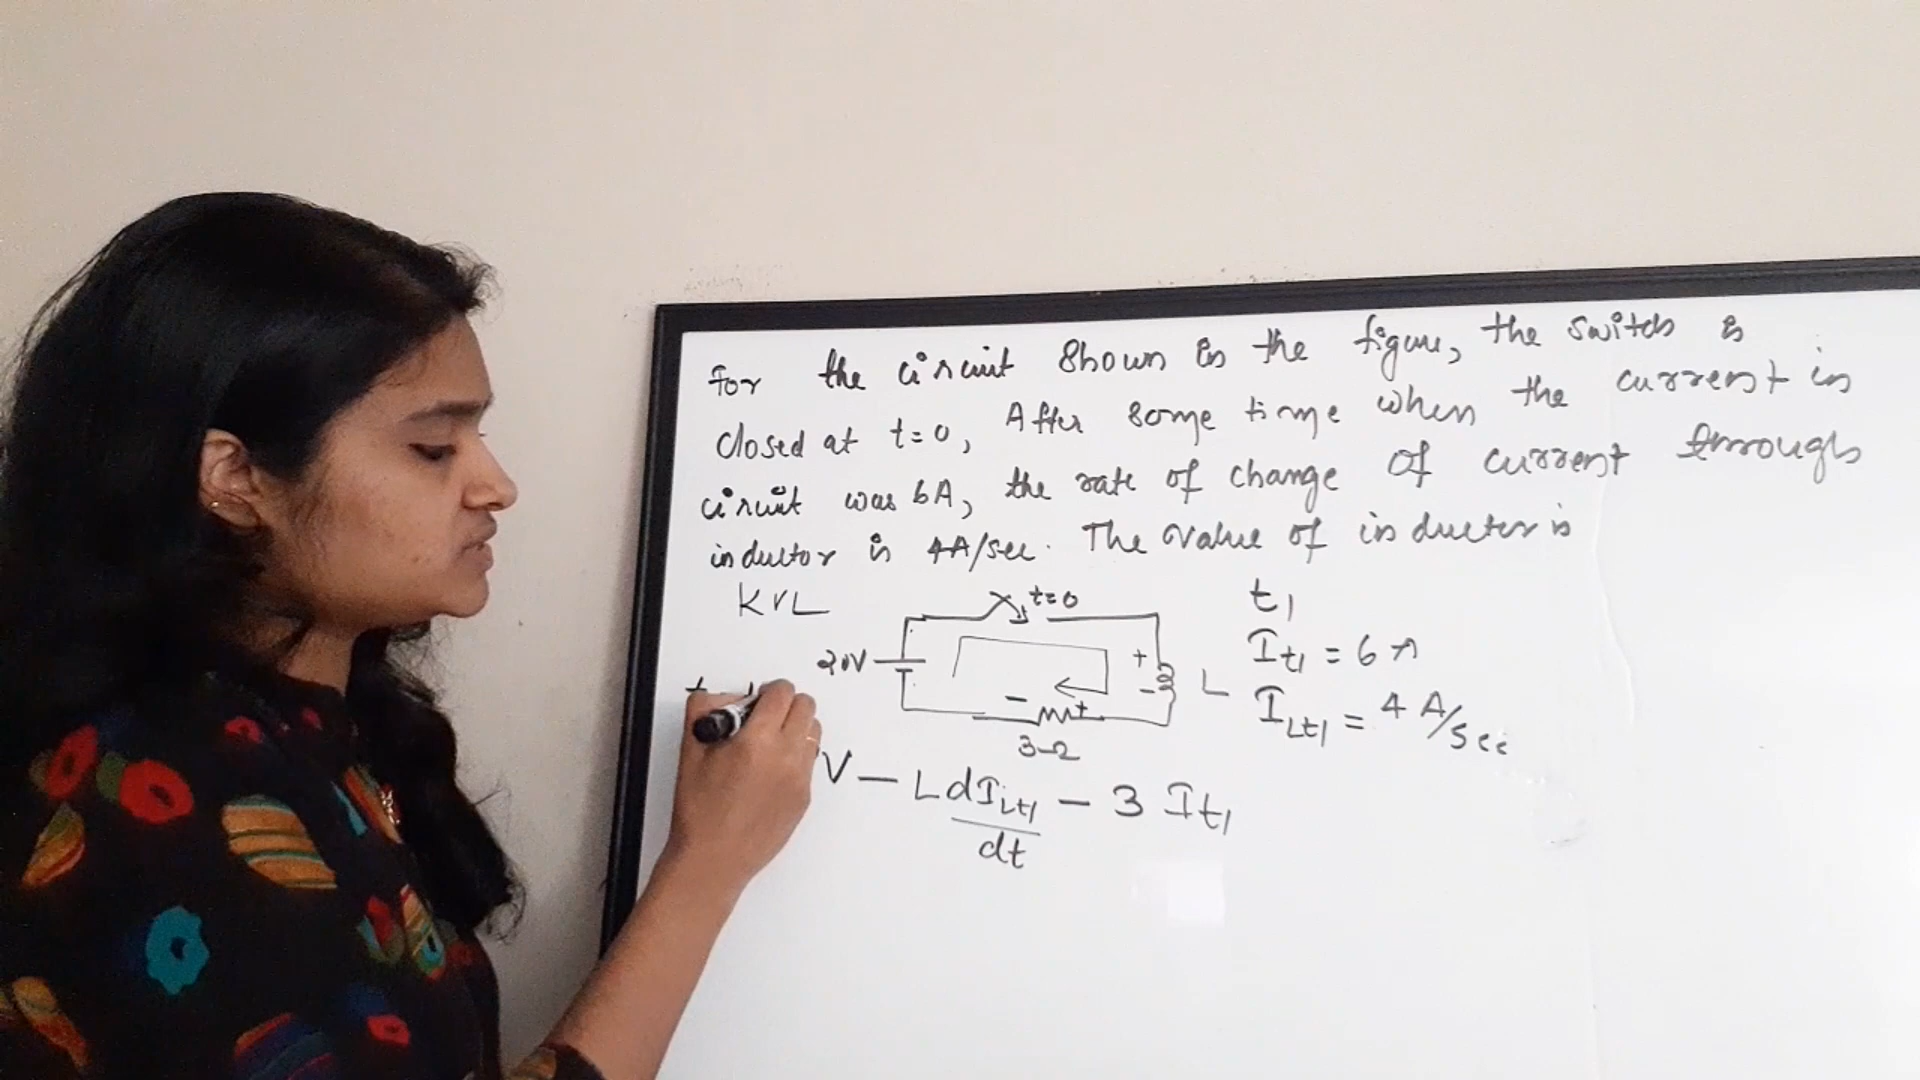 For the circuit shown in the figure, the switch is
closed at t=0, After some time when the current in
circuit was 6A, the rate of change of current through
inductor is 4A/sec. The value of inductor is
KVL
t=0
20V
+
-
L
-
+
3Ω
t1
It1 = 6A
ILt1 = 4 A/sec
V - L dILt1/dt - 3 It1